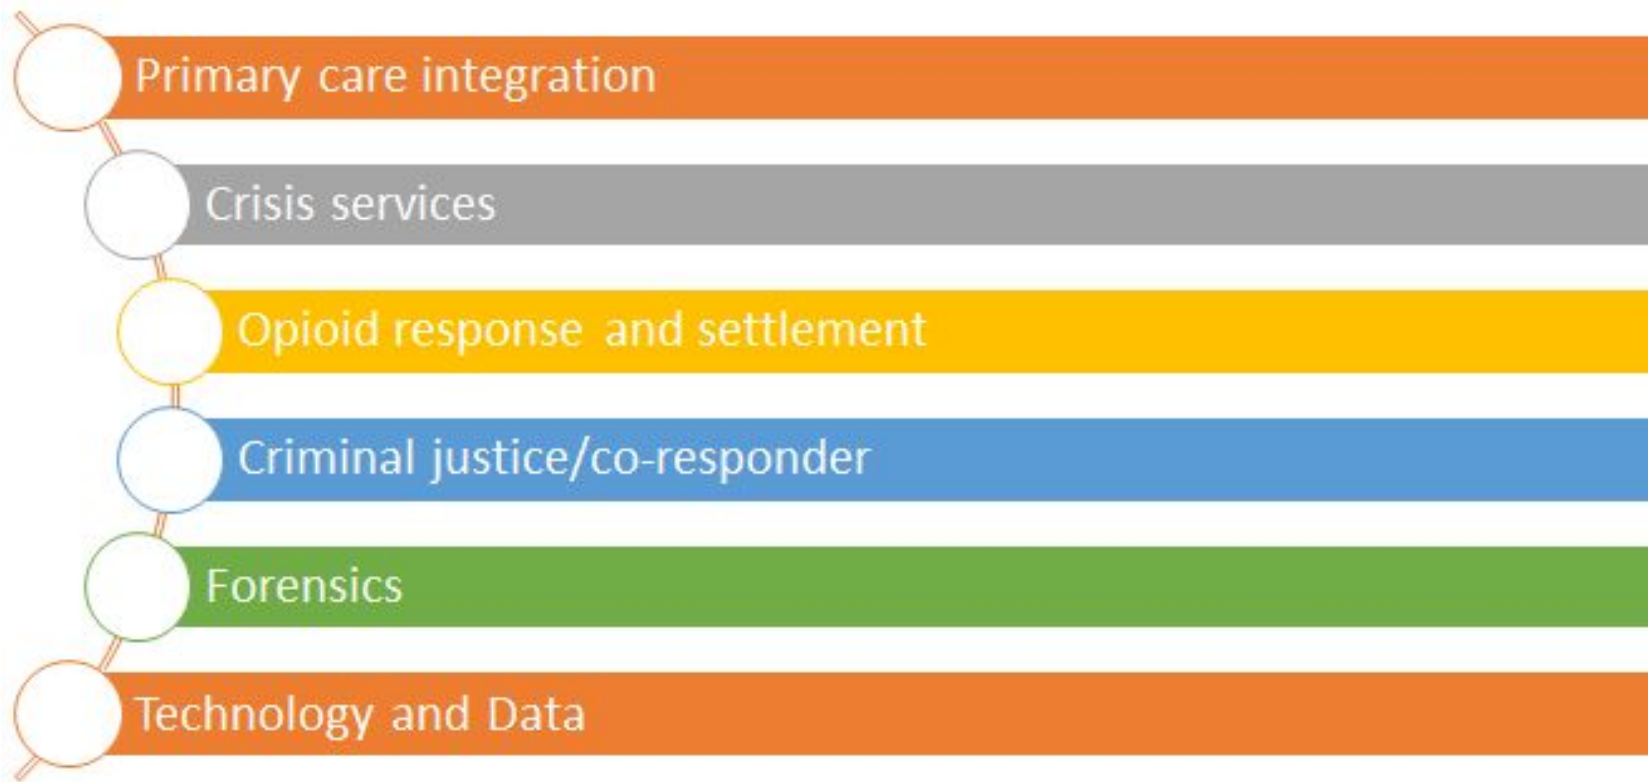 Primary care integration
Crisis services
Opioid response and settlement
Criminal justice/co-responder
Forensics
Technology and Data